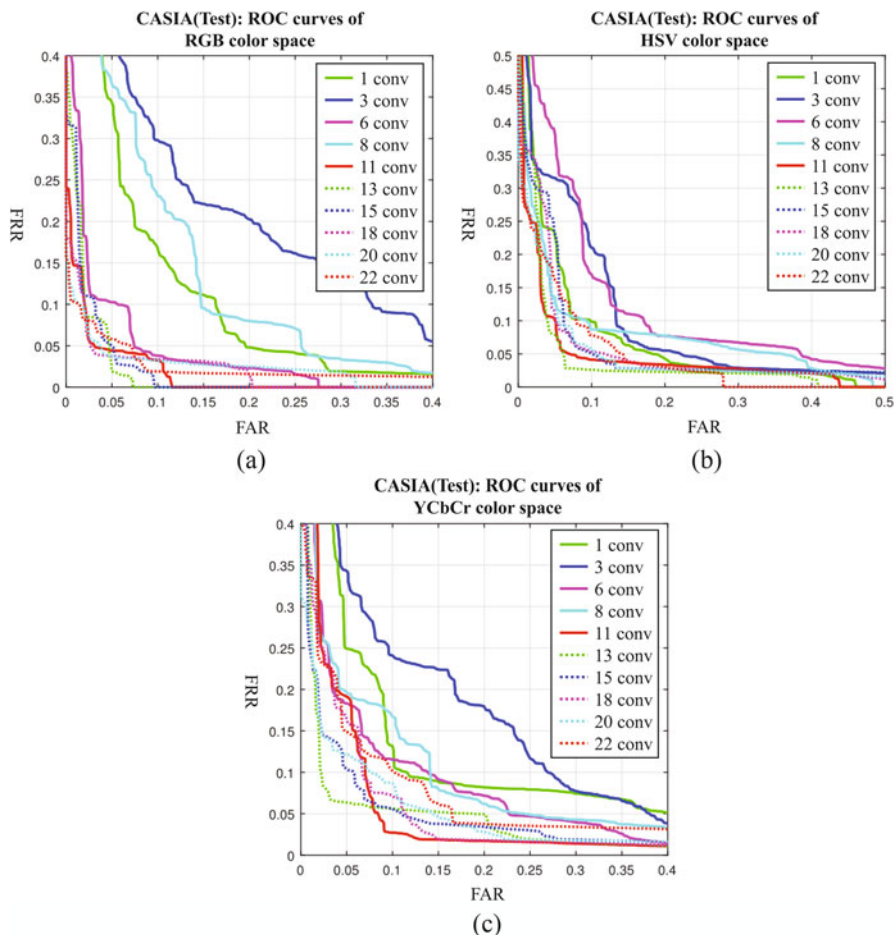 CASIA(Test): ROC curves of
RGB color space
0.4
0.35
0.3
0.25
0.2
0.15
0.1
0.05
0
FRR
1 conv
3 conv
6 conv
8 conv
11 conv
13 conv
15 conv
18 conv
20 conv
22 conv
0 0.05 0.1 0.15 0.2 0.25 0.3 0.35 0.4
FAR
(a)
CASIA(Test): ROC curves of
HSV color space
0.5
0.45
0.4
0.35
0.3
0.25
0.2
0.15
0.1
0.05
0
FRR
1 conv
3 conv
6 conv
8 conv
11 conv
13 conv
15 conv
18 conv
20 conv
22 conv
0 0.1 0.2 0.3 0.4 0.5
FAR
(b)
CASIA(Test): ROC curves of
YCbCr color space
0.4
0.35
0.3
0.25
0.2
0.15
0.1
0.05
0
FRR
1 conv
3 conv
6 conv
8 conv
11 conv
13 conv
15 conv
18 conv
20 conv
22 conv
0 0.05 0.1 0.15 0.2 0.25 0.3 0.35 0.4
FAR
(c)